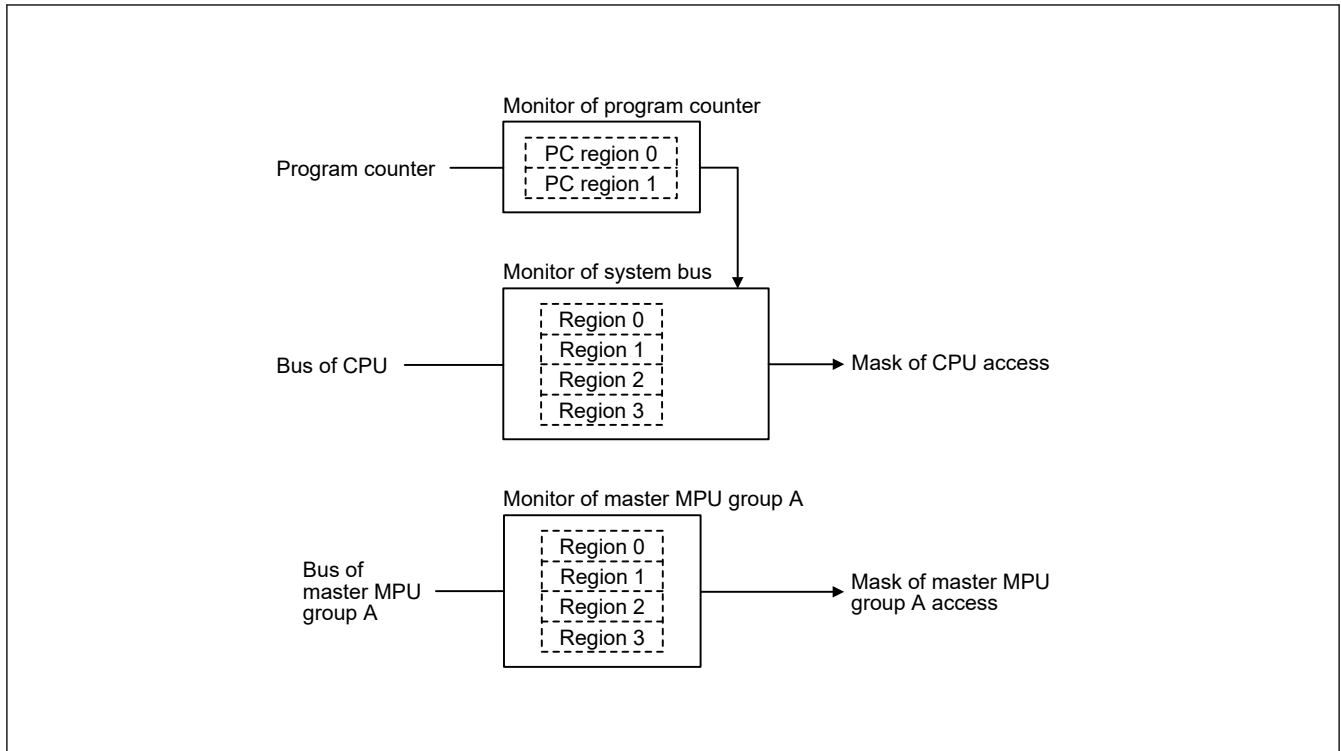 Monitor of program counter
Program counter
PC region 0
PC region 1
Monitor of system bus
Bus of CPU
Region 0
Region 1
Region 2
Region 3
Mask of CPU access
Monitor of master MPU group A
Bus of
master MPU
group A
Region 0
Region 1
Region 2
Region 3
Mask of master MPU
group A access